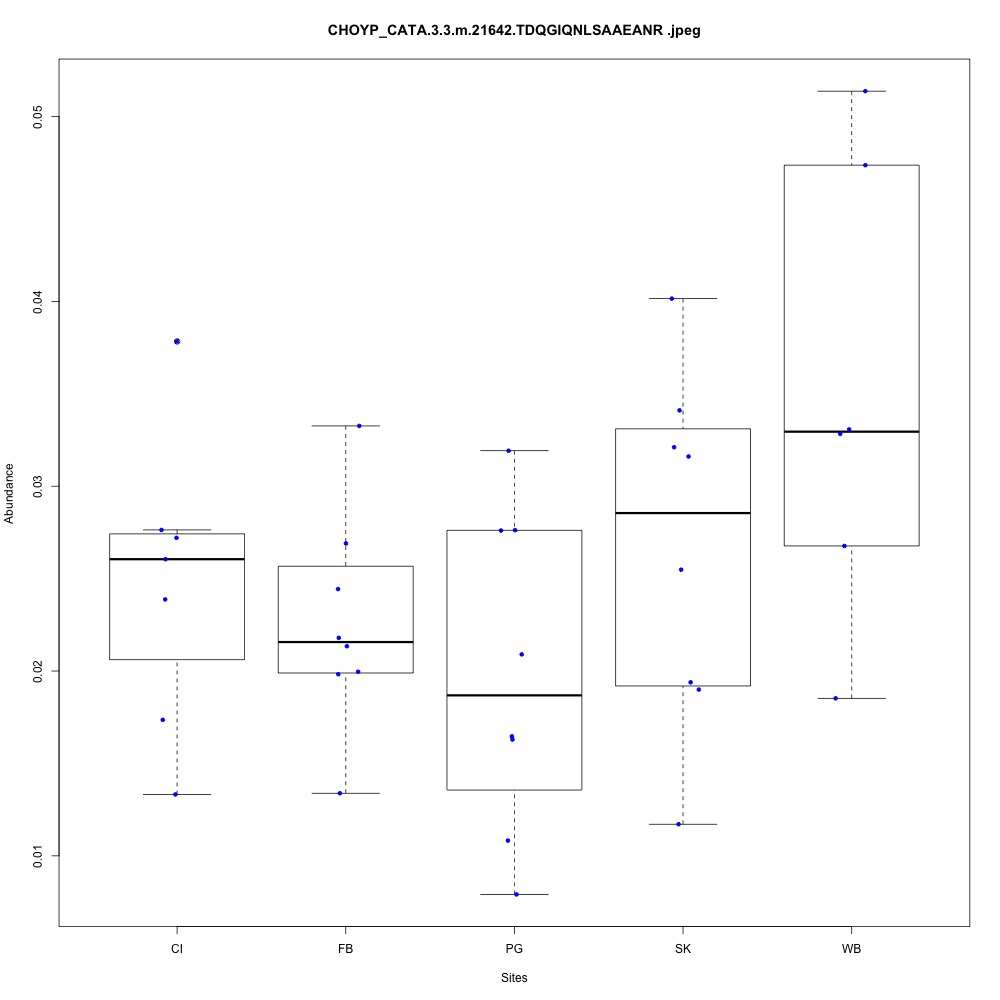 CHOYP_CATA.3.3.m.21642.TDQGIQNLSAAEANR .jpeg
0.05
0.04
0.03
0.02
0.01
Abundance
CI FB PG SK WB
Sites